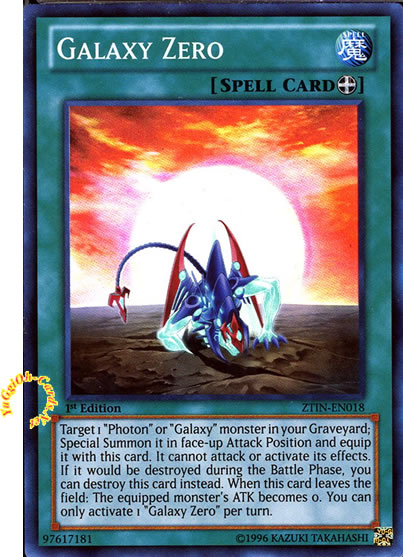 GALAXY ZERO
魔
[SPELL CARD]
YuGgiOh-Cards.Net
1st Edition
ZTIN-EN018
Target 1 "Photon" or "Galaxy" monster in your Graveyard;
Special Summon it in face-up Attack Position and equip
it with this card. It cannot attack or activate its effects.
If it would be destroyed during the Battle Phase, you
can destroy this card instead. When this card leaves the
field: The equipped monster's ATK becomes 0. You can
only activate 1 "Galaxy Zero" per turn.
97617181
©1996 KAZUKI TAKAHASHI